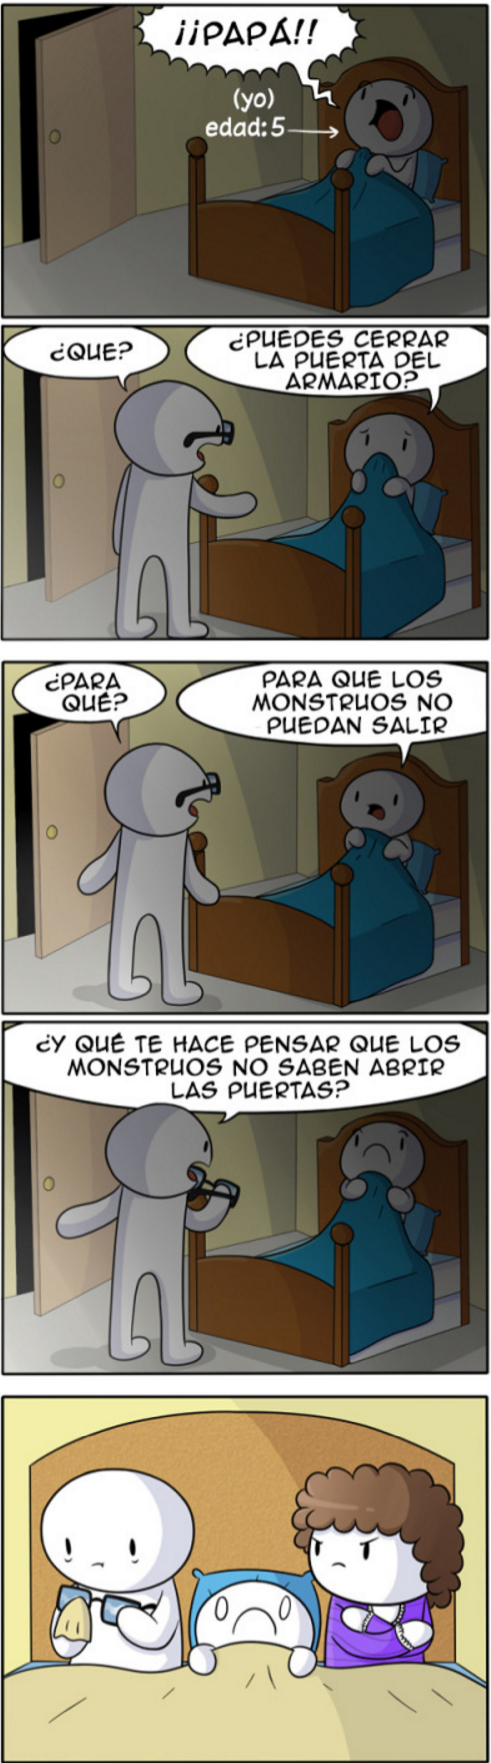 ¡¡PAPÁ!!
(yo)
edad: 5
¿QUE?
¿PUEDES CERRAR
LA PUERTA DEL
ARMARIO?
¿PARA
QUÉ?
PARA QUE LOS
MONSTRUOS NO
PUEDAN SALIR
¿Y QUÉ TE HACE PENSAR QUE LOS
MONSTRUOS NO SABEN ABRIR
LAS PUERTAS?